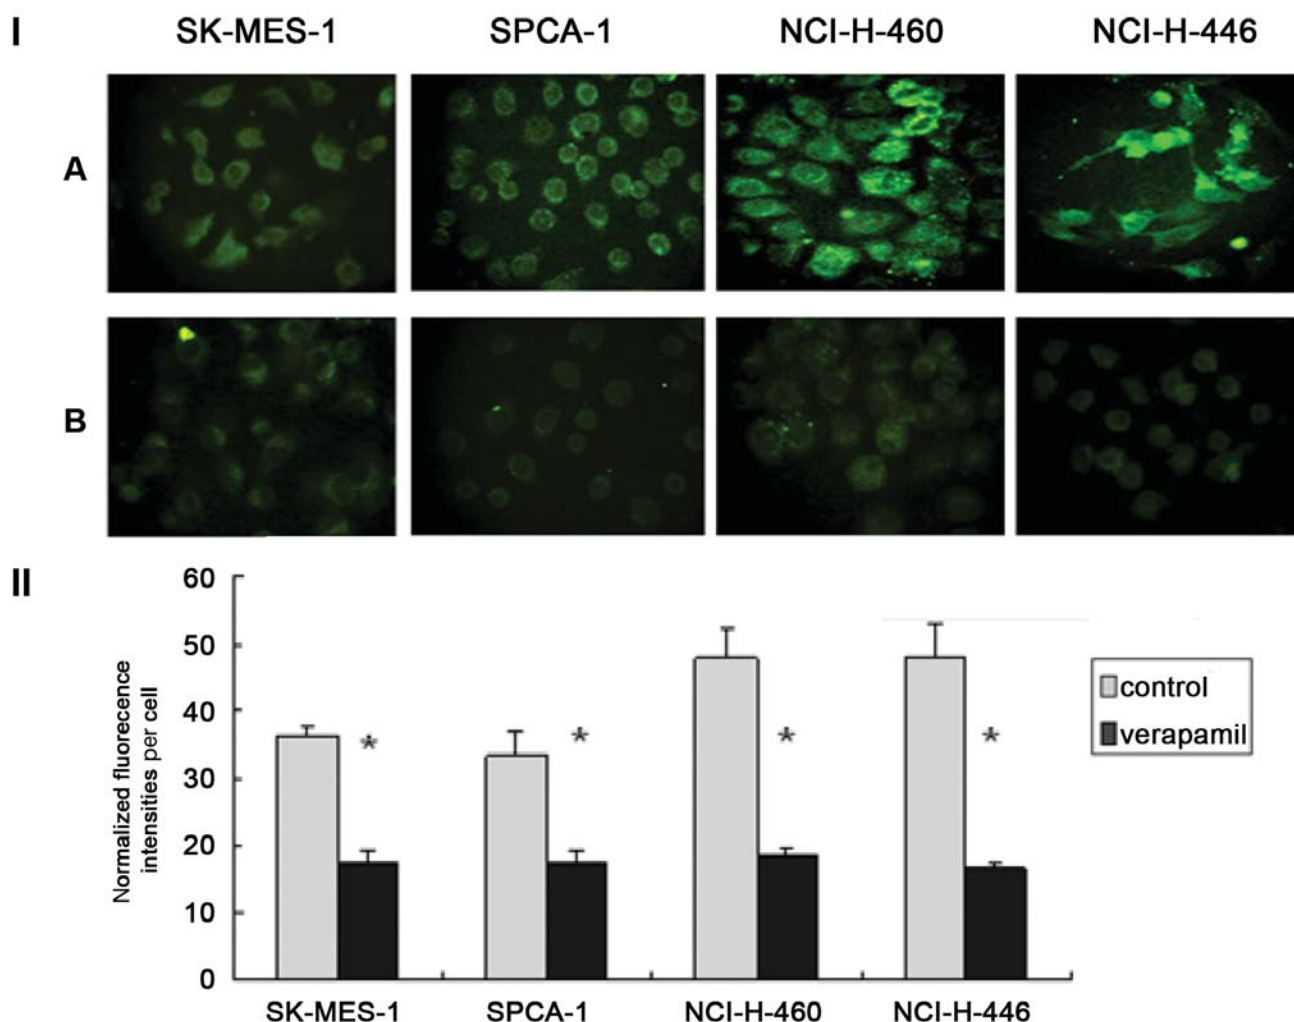 I
SK-MES-1 SPCA-1 NCI-H-460 NCI-H-446
A
B
II
Normalized fluorecence
intensities per cell
60
50
40
30
20
10
0
* * * *
control
verapamil
SK-MES-1 SPCA-1 NCI-H-460 NCI-H-446